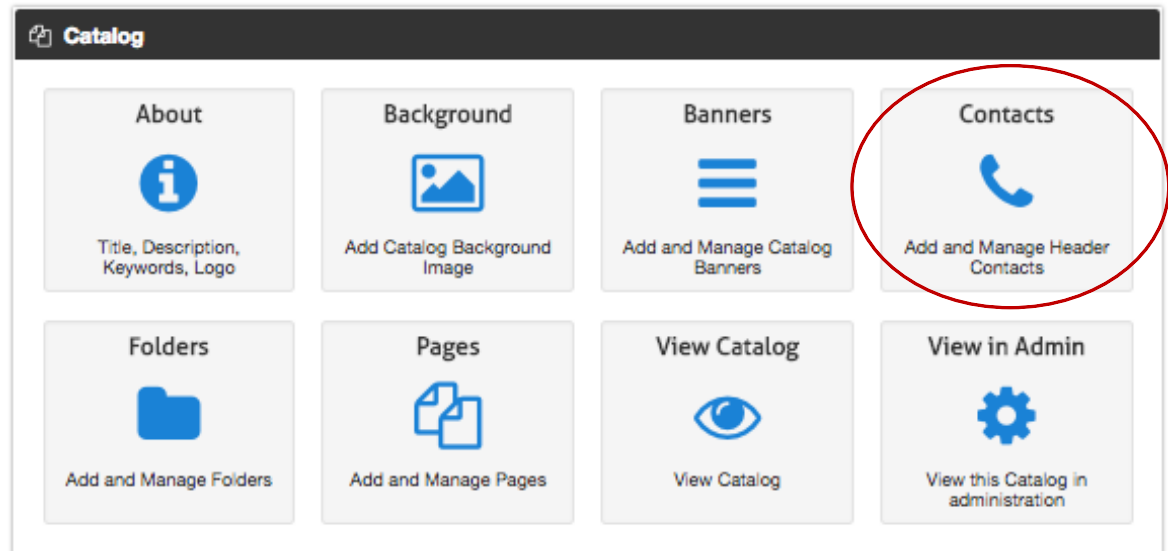 Catalog
About
Background
Banners
Contacts
Title, Description,
Keywords, Logo
Add Catalog Background
Image
Add and Manage Catalog
Banners
Add and Manage Header
Contacts
Folders
Pages
View Catalog
View in Admin
Add and Manage Folders
Add and Manage Pages
View Catalog
View this Catalog in
administration